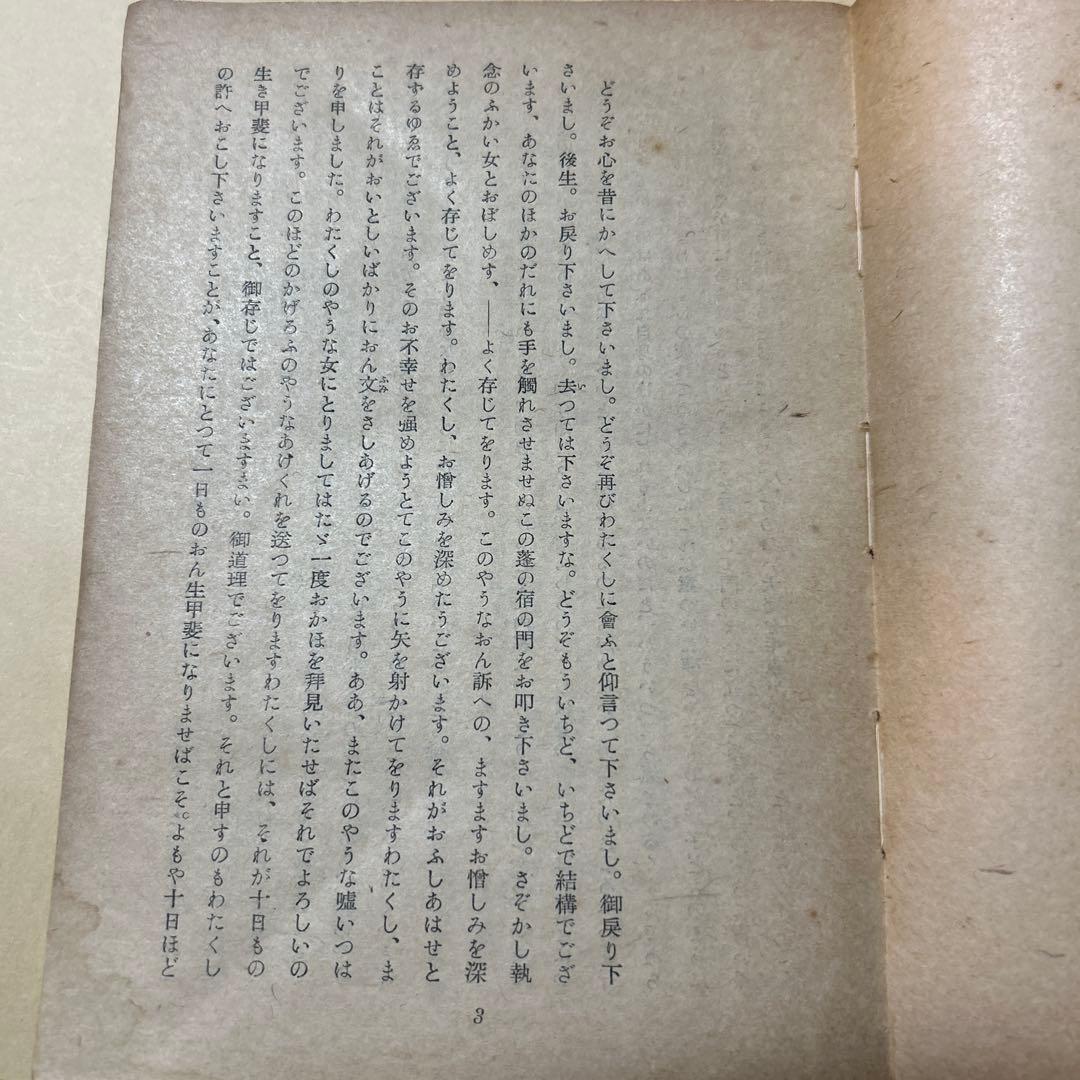 どうぞお心を昔にかへして下さいまし。どうぞ再びわたくしに會ふと仰言つて下さいまし。御戻り下
さいまし。後生。お戻り下さいまし。去つては下さいますな。どうぞもういちど、いちどで結構でござ
います、あなたのほかのだれにも手を觸れさせませぬこの蓬の宿の門をお叩き下さいまし。さぞかし執
念のふかい女とおぼしめす、――よく存じてをります。このやうなおん訴への、ますますお憎しみを深
めようこと、よく存じてをります。わたくし、お憎しみを深めたうございます。それがおふしあはせと
存するゆゑでございます。そのお不幸せを强めようとてこのやうに矢を射かけてをりますわたくし、ま
ことはそれがおいとしいばかりにおん文をさしあげるのでございます。ああ、またこのやうな嘘いつは
りを申しました。わたくしのやうな女にとりましてはたゞ一度おかほを拜見いたせばそれでよろしいの
でございます。このほどのかげろふのやうなあけくれを送つてをりますわたくしには、それが十日もの
生き甲斐になりますこと、御存じではございますまい。御道理でございます。それと申すのもわたくし
の許へおこし下さいますことが、あなたにとつて一日ものおん生甲斐になりませばこそ。よもや十日ほど
3